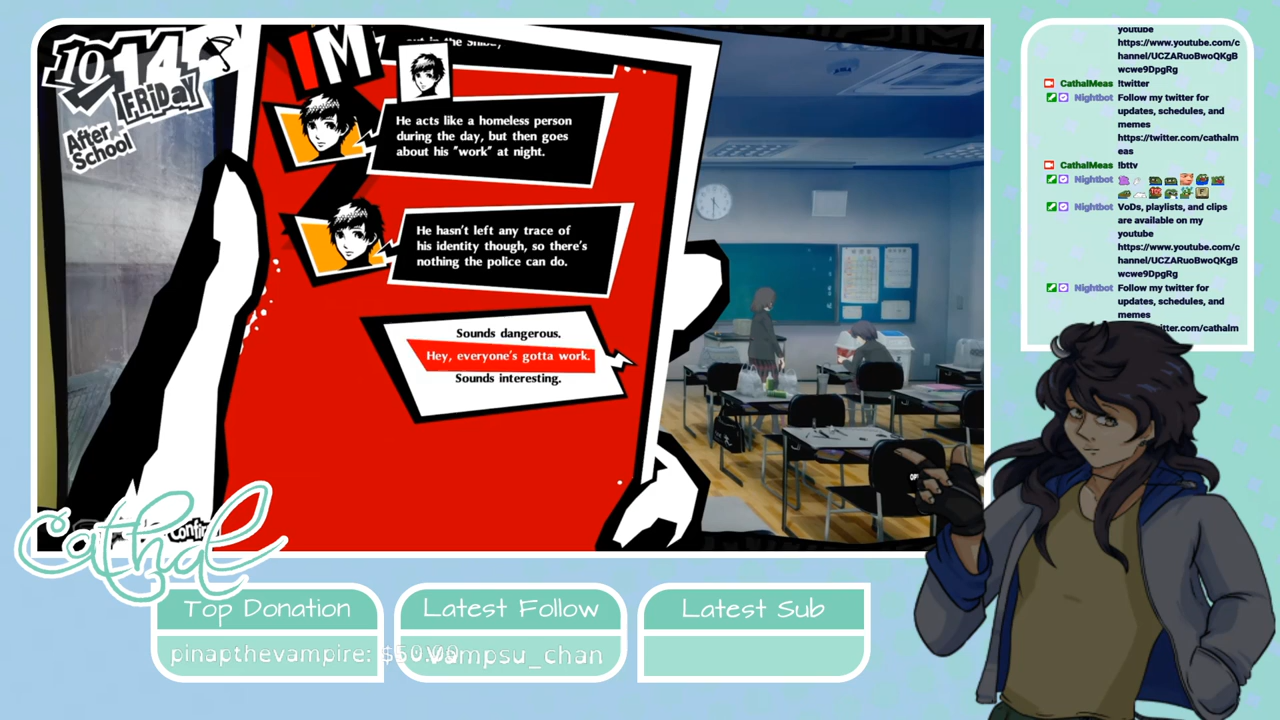 10
14
FRiDaY
After
School
IM
He acts like a homeless person
during the day, but then goes
about his "work" at night.
He hasn't left any trace of
his identity though, so there's
nothing the police can do.
Sounds dangerous.
Hey, everyone's gotta work.
Sounds interesting.
Cathal
Top Donation
pinapthevampire: $50.00
Latest Follow
vampsu_chan
Latest Sub
youtube
https://www.youtube.com/c
hannel/UCZARuoBwoQKgB
wcwe9DpgRg
CathalMeas !twitter
Nightbot Follow my twitter for
updates, schedules, and
memes
https://twitter.com/cathalm
eas
CathalMeas !bttv
Nightbot
Nightbot VoDs, playlists, and clips
are available on my
youtube
https://www.youtube.com/c
hannel/UCZARuoBwoQKgB
wcwe9DpgRg
Nightbot Follow my twitter for
updates, schedules, and
memes